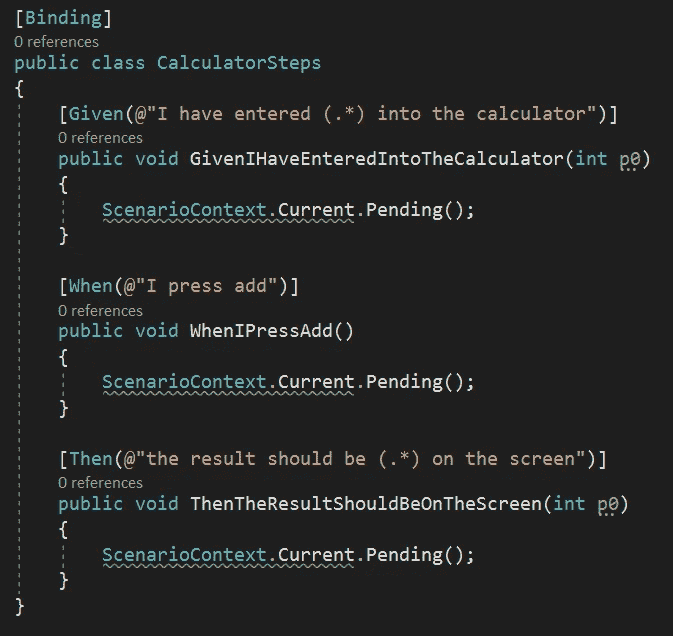 [Binding]
0 references
public class CalculatorSteps
{
[Given(@"I have entered (.*) into the calculator")]
0 references
public void GivenIHaveEnteredIntoTheCalculator(int p0)
{
ScenarioContext.Current.Pending();
}
[When(@"I press add")]
0 references
public void WhenIPressAdd()
{
ScenarioContext.Current.Pending();
}
[Then(@"the result should be (.*) on the screen")]
0 references
public void ThenTheResultShouldBeOnTheScreen(int p0)
{
ScenarioContext.Current.Pending();
}
}